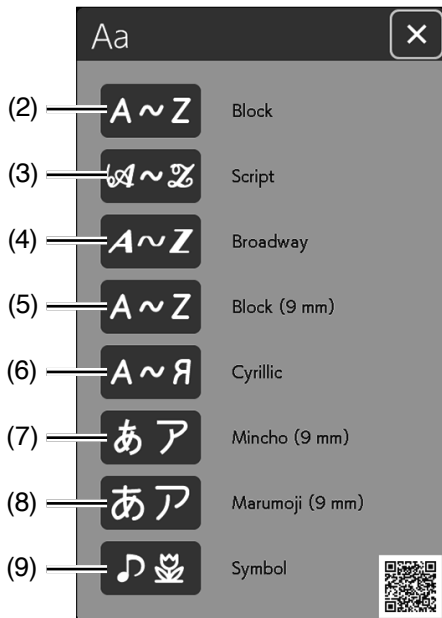 Aa ×
(2) A ~ Z Block
(3) A ~ Z Script
(4) A ~ Z Broadway
(5) A ~ Z Block (9 mm)
(6) A ~ Я Cyrillic
(7) あ ア Mincho (9 mm)
(8) あ ア Marumoji (9 mm)
(9) ♪ Symbol